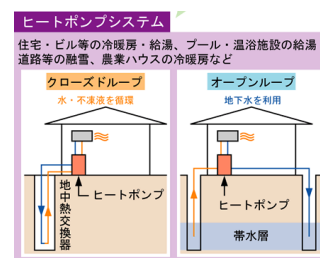 ヒートポンプシステム
住宅・ビル等の冷暖房・給湯、プール・温浴施設の給湯
道路等の融雪、農業ハウスの冷暖房など
クローズドループ
水・不凍液を循環
地中熱交換器
ヒートポンプ
オープンループ
地下水を利用
ヒートポンプ
帯水層